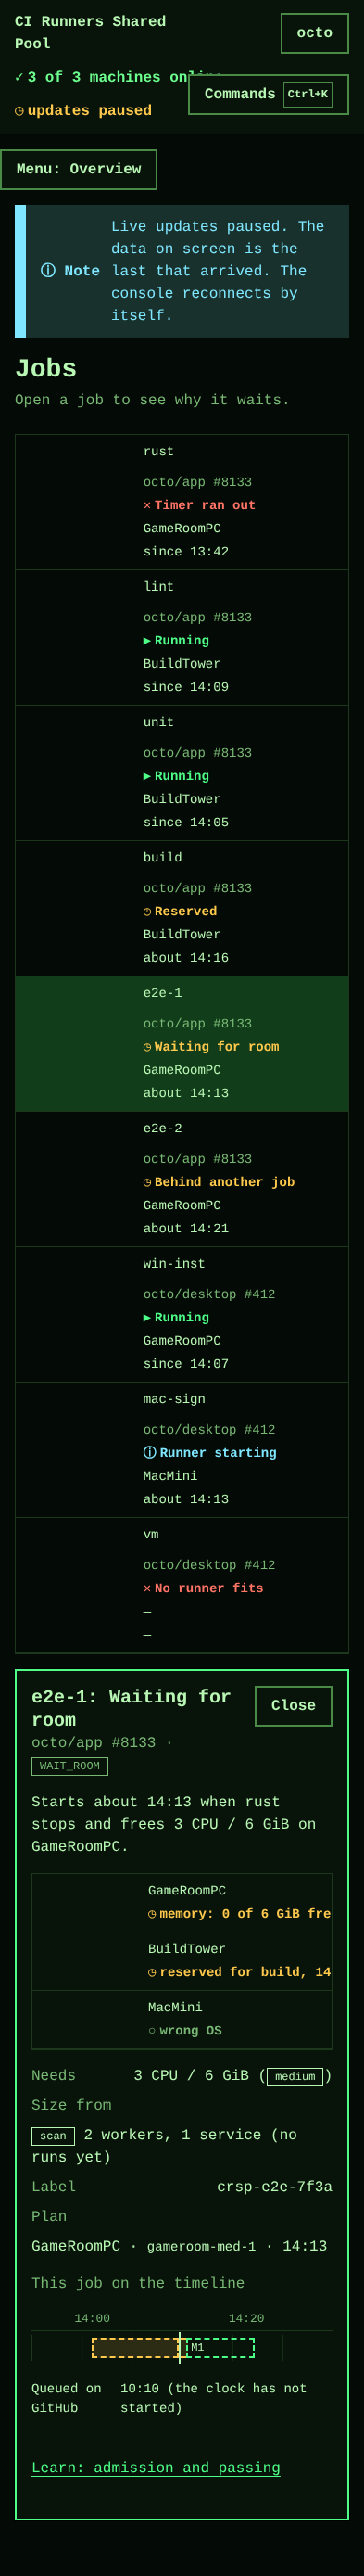 CI Runners Shared
Pool
octo
✓ 3 of 3 machines
◷ updates paused
Commands Ctrl+K
Menu: Overview
ⓘ Note
Live updates paused. The
data on screen is the
last that arrived. The
console reconnects by
itself.
Jobs
Open a job to see why it waits.
rust
octo/app #8133
✕ Timer ran out
GameRoomPC
since 13:42
lint
octo/app #8133
▶ Running
BuildTower
since 14:09
unit
octo/app #8133
▶ Running
BuildTower
since 14:05
build
octo/app #8133
◷ Reserved
BuildTower
about 14:16
e2e-1
octo/app #8133
◷ Waiting for room
GameRoomPC
about 14:13
e2e-2
octo/app #8133
◷ Behind another job
GameRoomPC
about 14:21
win-inst
octo/desktop #412
▶ Running
GameRoomPC
since 14:07
mac-sign
octo/desktop #412
ⓘ Runner starting
MacMini
about 14:13
vm
octo/desktop #412
✕ No runner fits
—
—
e2e-1: Waiting for
room
Close
octo/app #8133 ·
WAIT_ROOM
Starts about 14:13 when rust
stops and frees 3 CPU / 6 GiB on
GameRoomPC.
GameRoomPC
◷ memory: 0 of 6 GiB fre
BuildTower
◷ reserved for build, 14
MacMini
○ wrong OS
Needs 3 CPU / 6 GiB (medium)
Size from
scan 2 workers, 1 service (no
runs yet)
Label crsp-e2e-7f3a
Plan
GameRoomPC · gameroom-med-1 · 14:13
This job on the timeline
14:00 14:20
M1
Queued on 10:10 (the clock has not
GitHub started)
Learn: admission and passing